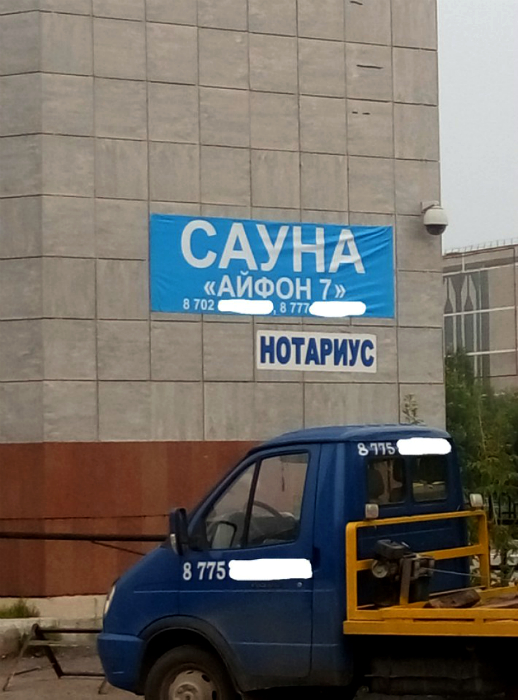 САУНА
«АЙФОН 7»
8 702 , 8 777
НОТАРИУС
8-775
8 775